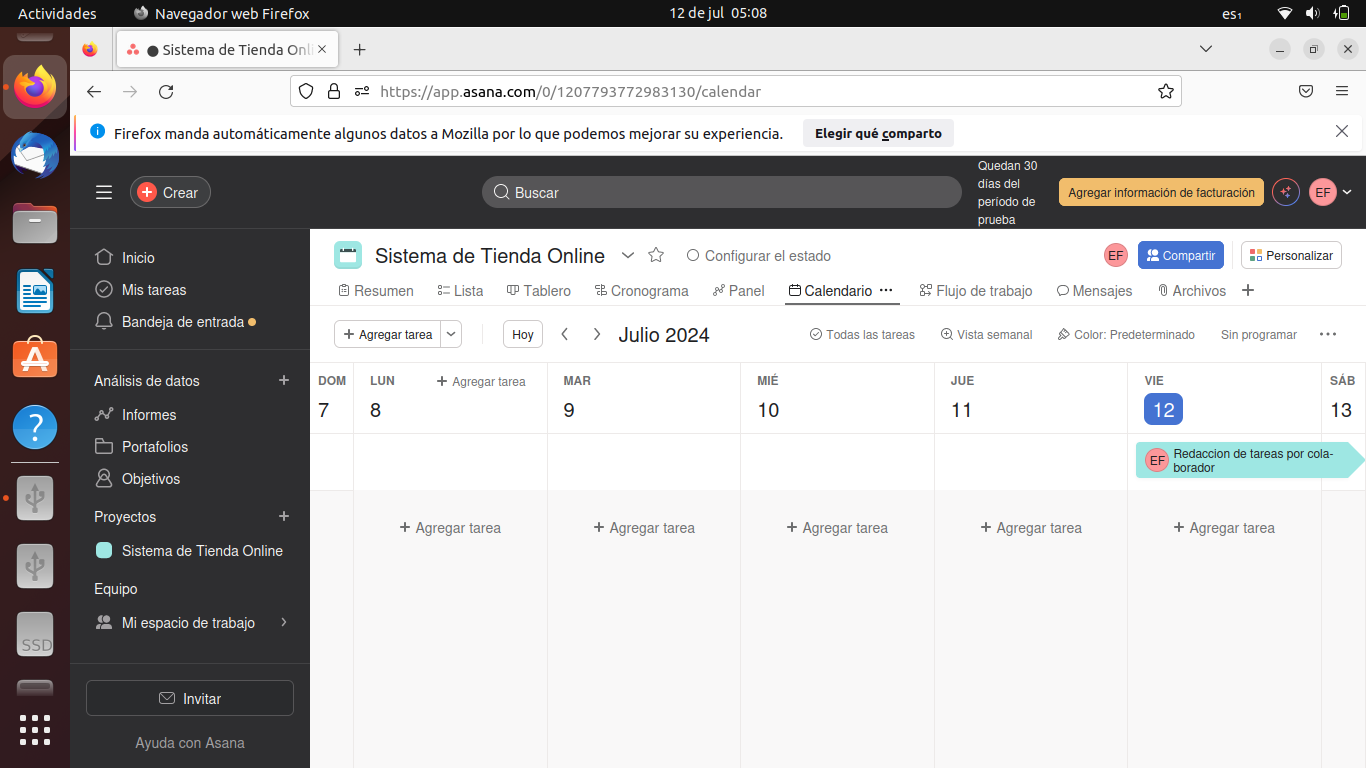 Actividades
Navegador web Firefox
12 de jul 05:08
es₁
Sistema de Tienda Onli
https://app.asana.com/0/1207793772983130/calendar
Firefox manda automáticamente algunos datos a Mozilla por lo que podemos mejorar su experiencia.
Elegir qué comparto
Crear
Buscar
Quedan 30
días del
período de
prueba
Agregar información de facturación
EF
Inicio
Mis tareas
Bandeja de entrada
Análisis de datos
Informes
Portafolios
Objetivos
Proyectos
Sistema de Tienda Online
Equipo
Mi espacio de trabajo
Invitar
Ayuda con Asana
Sistema de Tienda Online
Configurar el estado
EF
Compartir
Personalizar
Resumen
Lista
Tablero
Cronograma
Panel
Calendario
Flujo de trabajo
Mensajes
Archivos
Agregar tarea
Hoy
Julio 2024
Todas las tareas
Vista semanal
Color: Predeterminado
Sin programar
DOM
7
LUN
Agregar tarea
8
MAR
9
MIÉ
10
JUE
11
VIE
12
SÁB
13
EF
Redaccion de tareas por cola-
borador
Agregar tarea
Agregar tarea
Agregar tarea
Agregar tarea
Agregar tarea
SSD